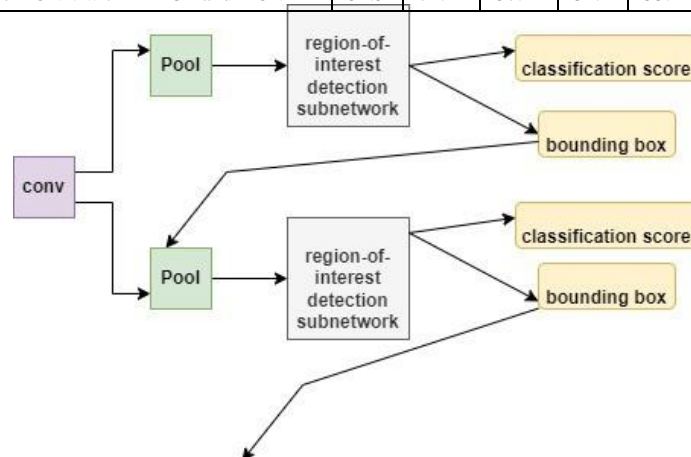 Pool
region-of-
interest
detection
subnetwork
classification score
bounding box
conv
Pool
region-of-
interest
detection
subnetwork
classification score
bounding box